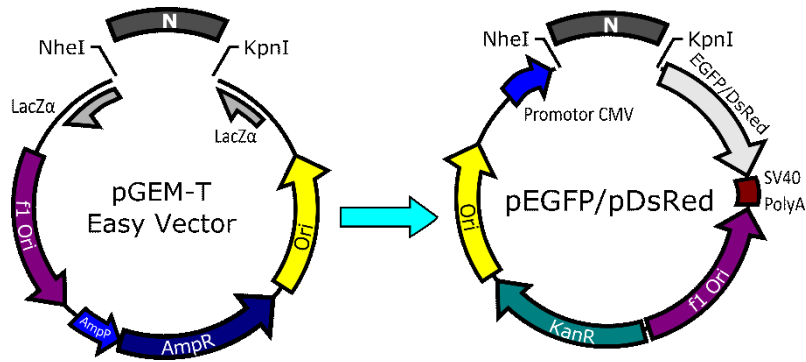 N
NheI
KpnI
LacZα
LacZα
f1 Ori
pGEM-T
Easy Vector
Ori
AmpR
AmpR
N
NheI
KpnI
EGFP/DsRed
Promotor CMV
SV40
PolyA
pEGFP/pDsRed
Ori
f1 Ori
KanR